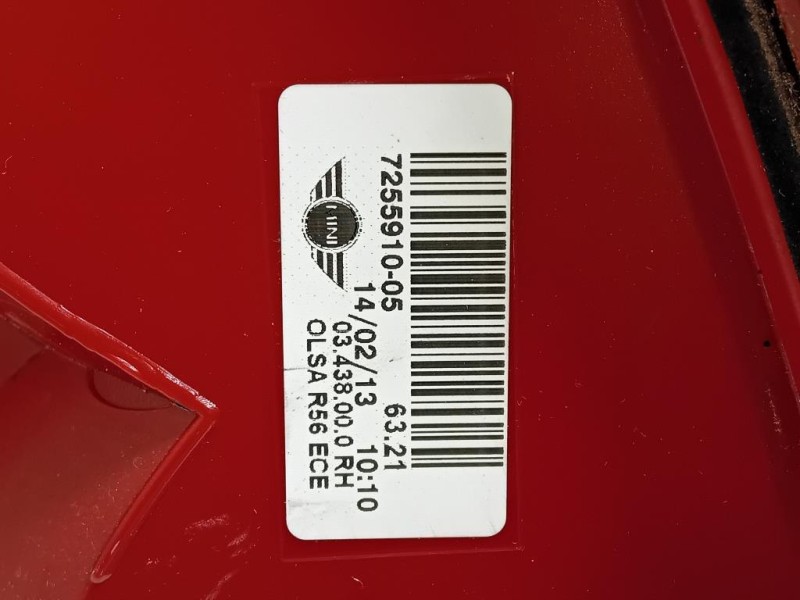 7255910-05 63.21
MINI
14/02/13 10:10
03.438.00.0 RH
OLSA R56 ECE